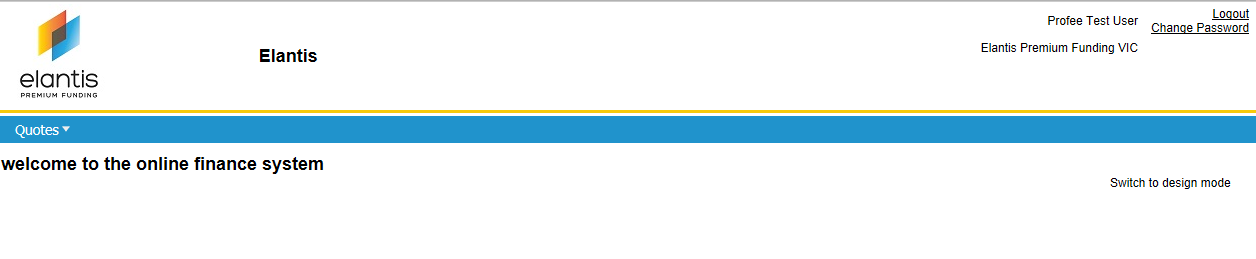 Profee Test User
Logout
Change Password
Elantis
Elantis Premium Funding VIC
elantis
PREMIUM FUNDING
Quotes
welcome to the online finance system
Switch to design mode